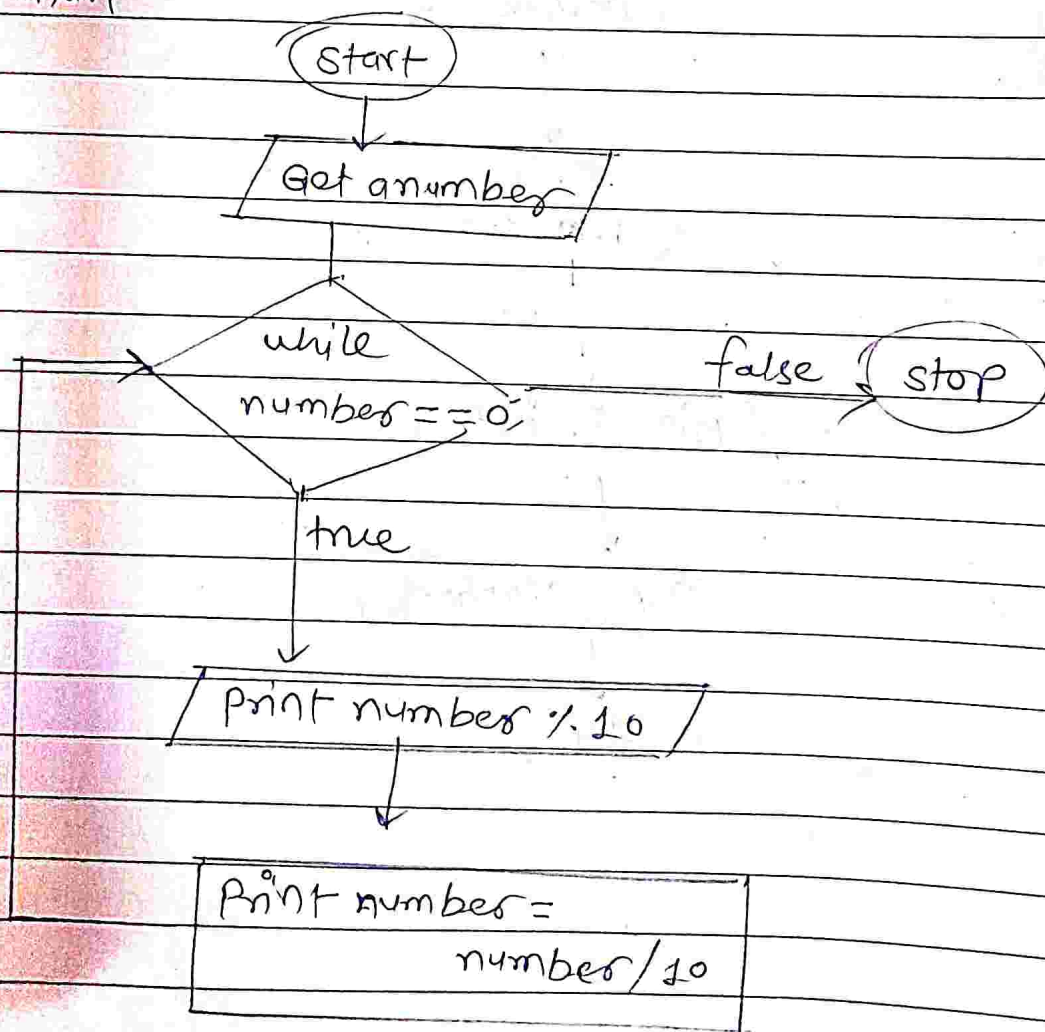 start
Get anumber
while
number==0;
false
stop
true
print number % 10
Print number=
number/10